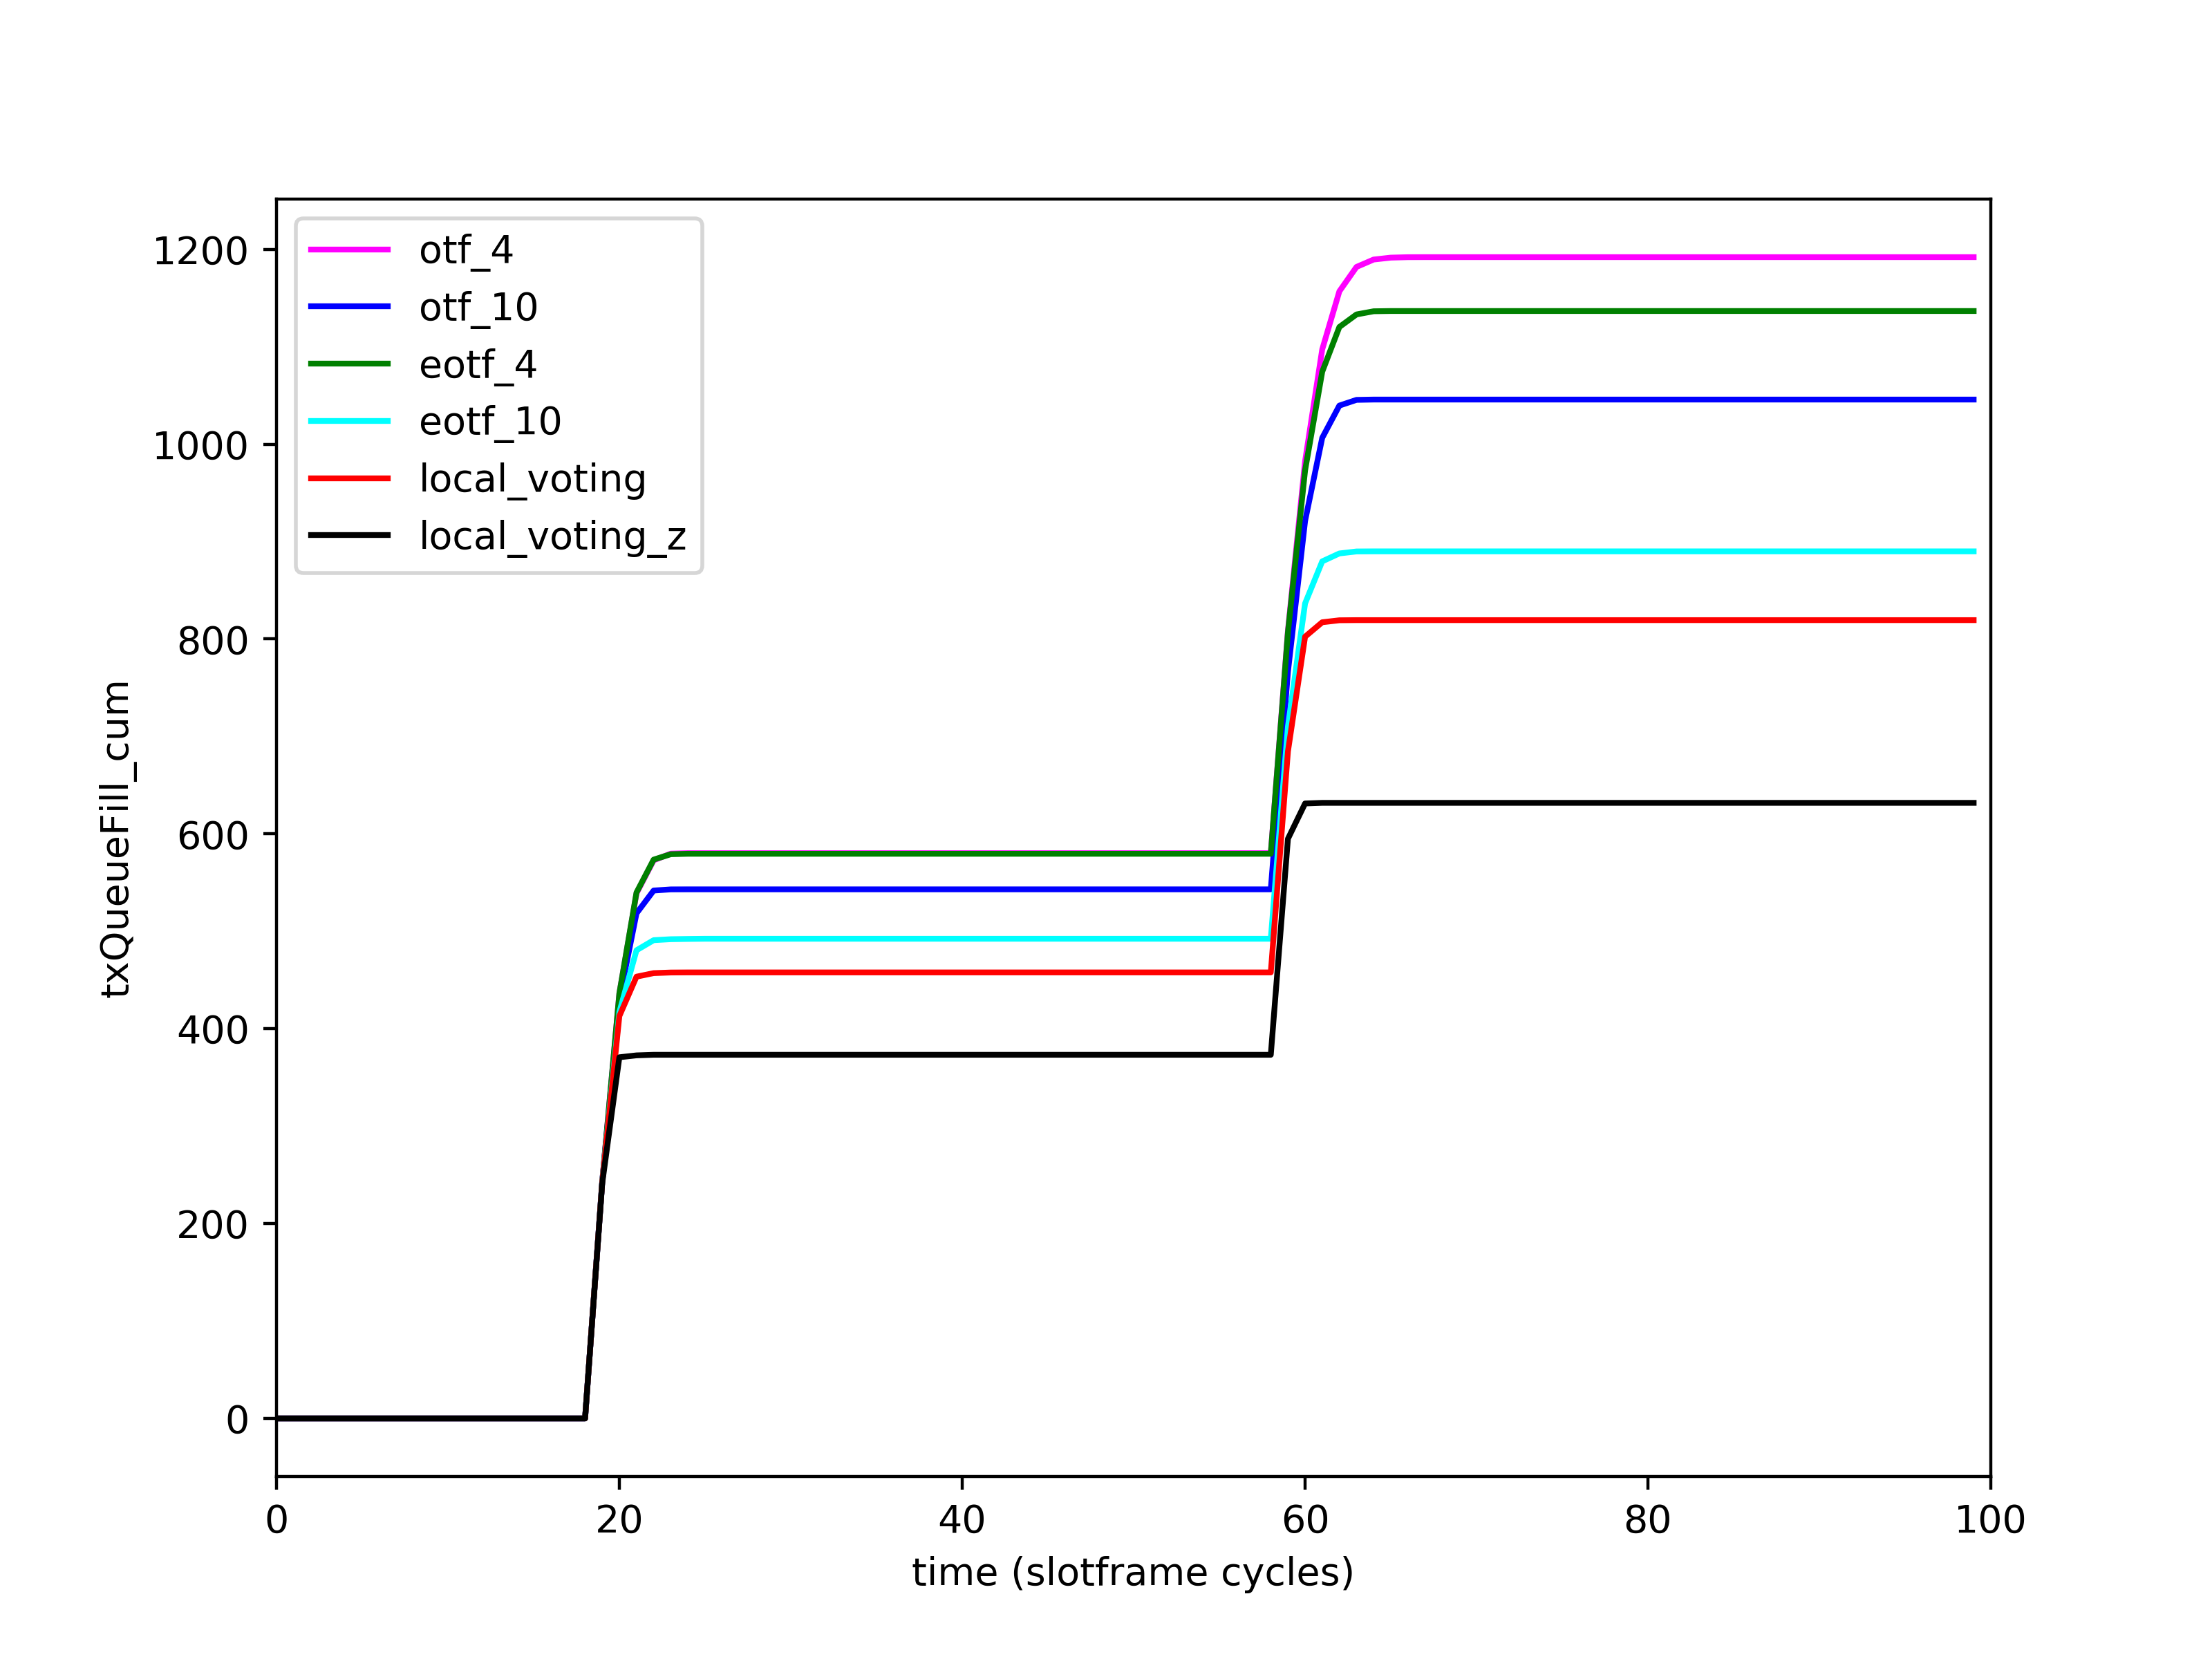 otf_4
otf_10
eotf_4
eotf_10
local_voting
local_voting_z
1200
1000
800
600
400
200
0
txQueueFill_cum
0 20 40 60 80 100
time (slotframe cycles)